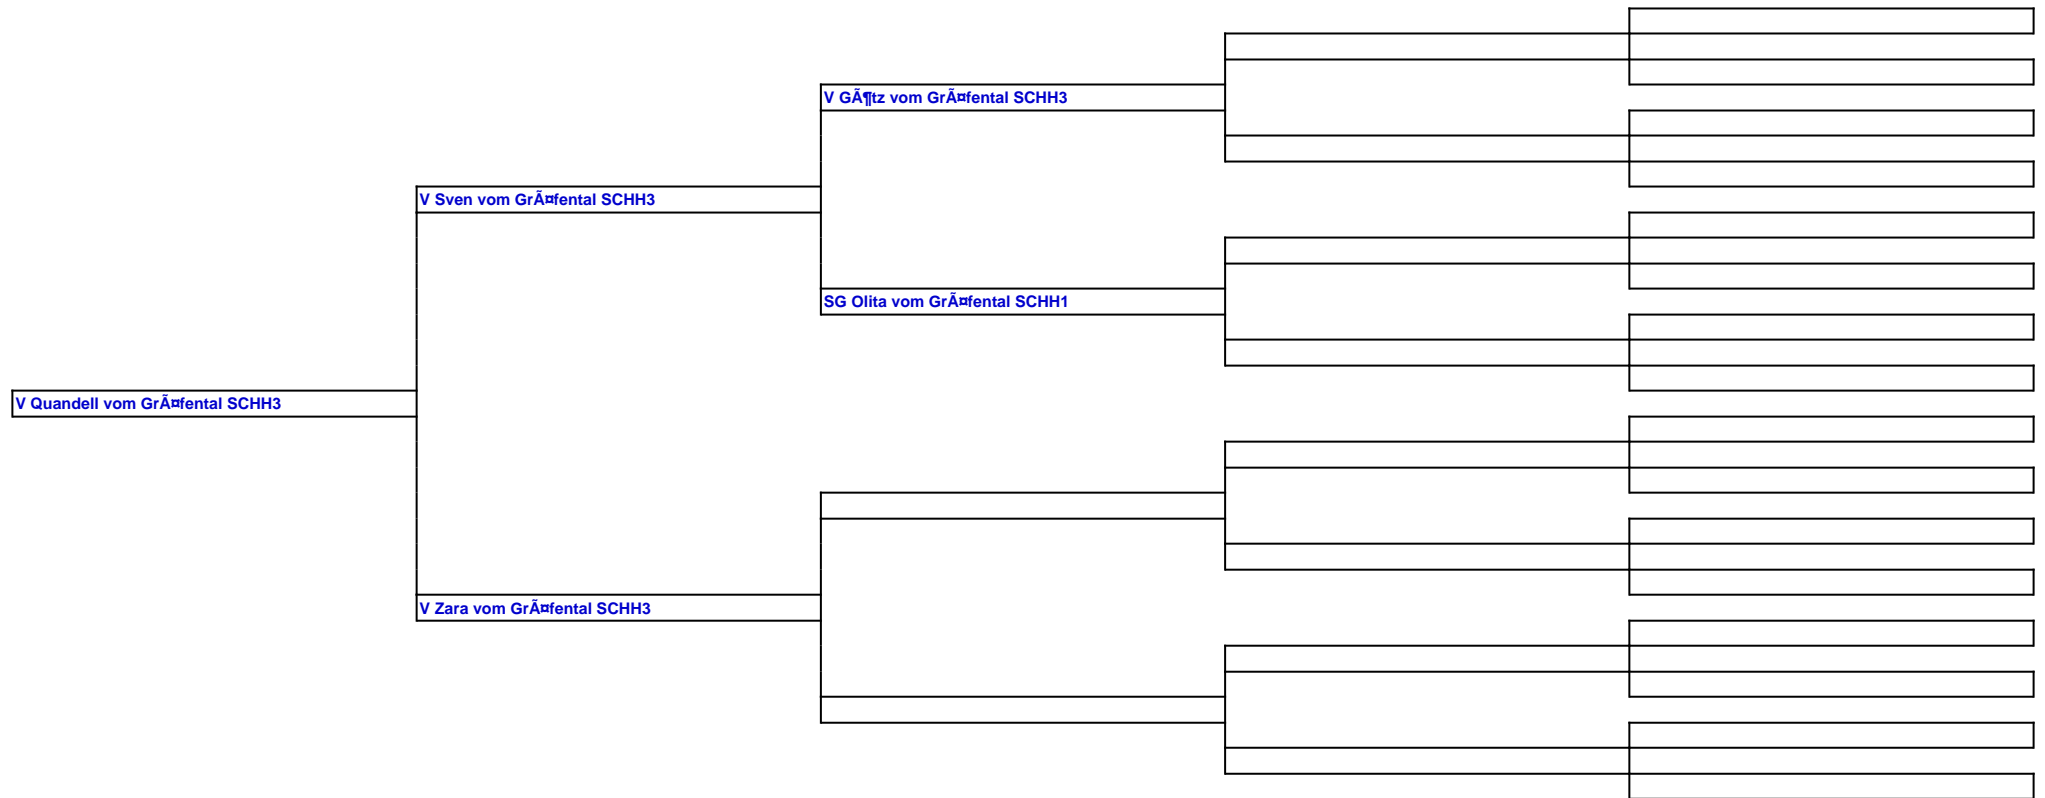 V GÃ¶tz vom GrÃ¤fental SCHH3
V Sven vom GrÃ¤fental SCHH3
SG Olita vom GrÃ¤fental SCHH1
V Quandell vom GrÃ¤fental SCHH3
V Zara vom GrÃ¤fental SCHH3